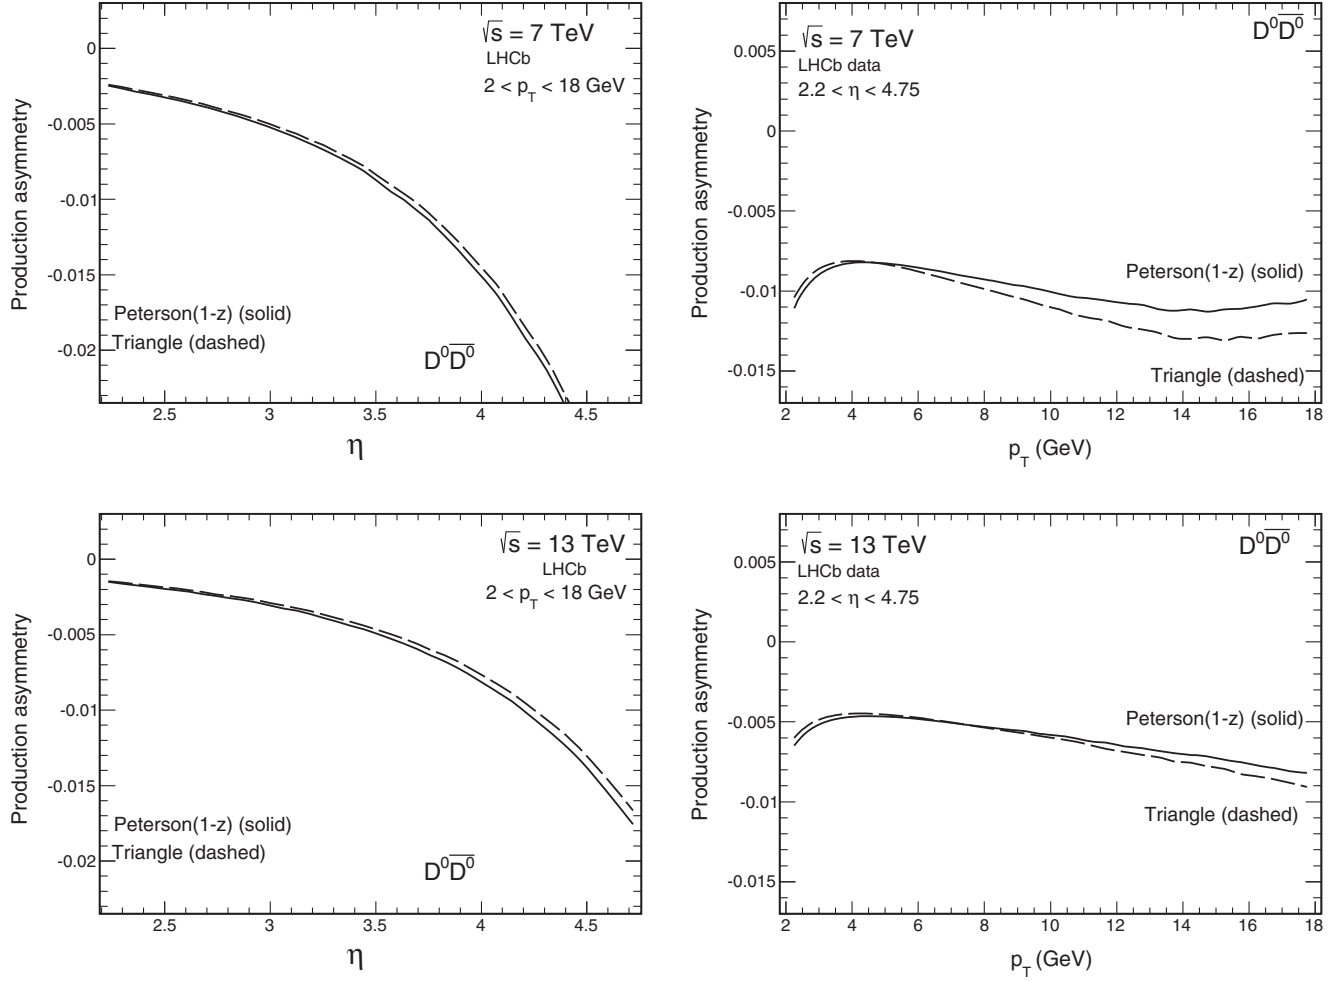 √s = 7 TeV
LHCb
2 < p_T < 18 GeV
0
-0.005
-0.01
-0.015
-0.02
Production asymmetry
Peterson(1-z) (solid)
Triangle (dashed)
D⁰D̅⁰
2.5 3 3.5 4 4.5
η
√s = 7 TeV
LHCb data
2.2 < η < 4.75
D⁰D̅⁰
0.005
0
-0.005
-0.01
-0.015
Production asymmetry
Peterson(1-z) (solid)
Triangle (dashed)
2 4 6 8 10 12 14 16 18
p_T (GeV)
√s = 13 TeV
LHCb
2 < p_T < 18 GeV
0
-0.005
-0.01
-0.015
-0.02
Production asymmetry
Peterson(1-z) (solid)
Triangle (dashed)
D⁰D̅⁰
2.5 3 3.5 4 4.5
η
√s = 13 TeV
LHCb data
2.2 < η < 4.75
D⁰D̅⁰
0.005
0
-0.005
-0.01
-0.015
Production asymmetry
Peterson(1-z) (solid)
Triangle (dashed)
2 4 6 8 10 12 14 16 18
p_T (GeV)